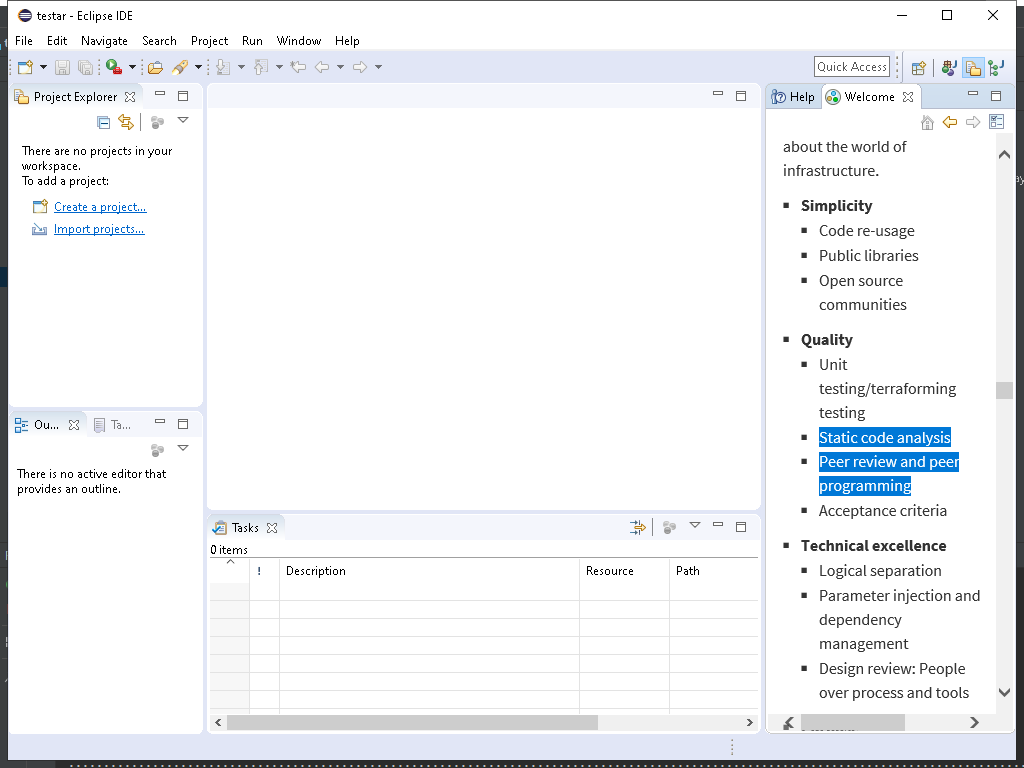 testar - Eclipse IDE
File Edit Navigate Search Project Run Window Help
Quick Access
Project Explorer
There are no projects in your
workspace.
To add a project:
Create a project...
Import projects...
Ou... Ta...
There is no active editor that
provides an outline.
Tasks
0 items
! Description Resource Path
Help Welcome
about the world of
infrastructure.
Simplicity
Code re-usage
Public libraries
Open source
communities
Quality
Unit
testing/terraforming
testing
Static code analysis
Peer review and peer
programming
Acceptance criteria
Technical excellence
Logical separation
Parameter injection and
dependency
management
Design review: People
over process and tools